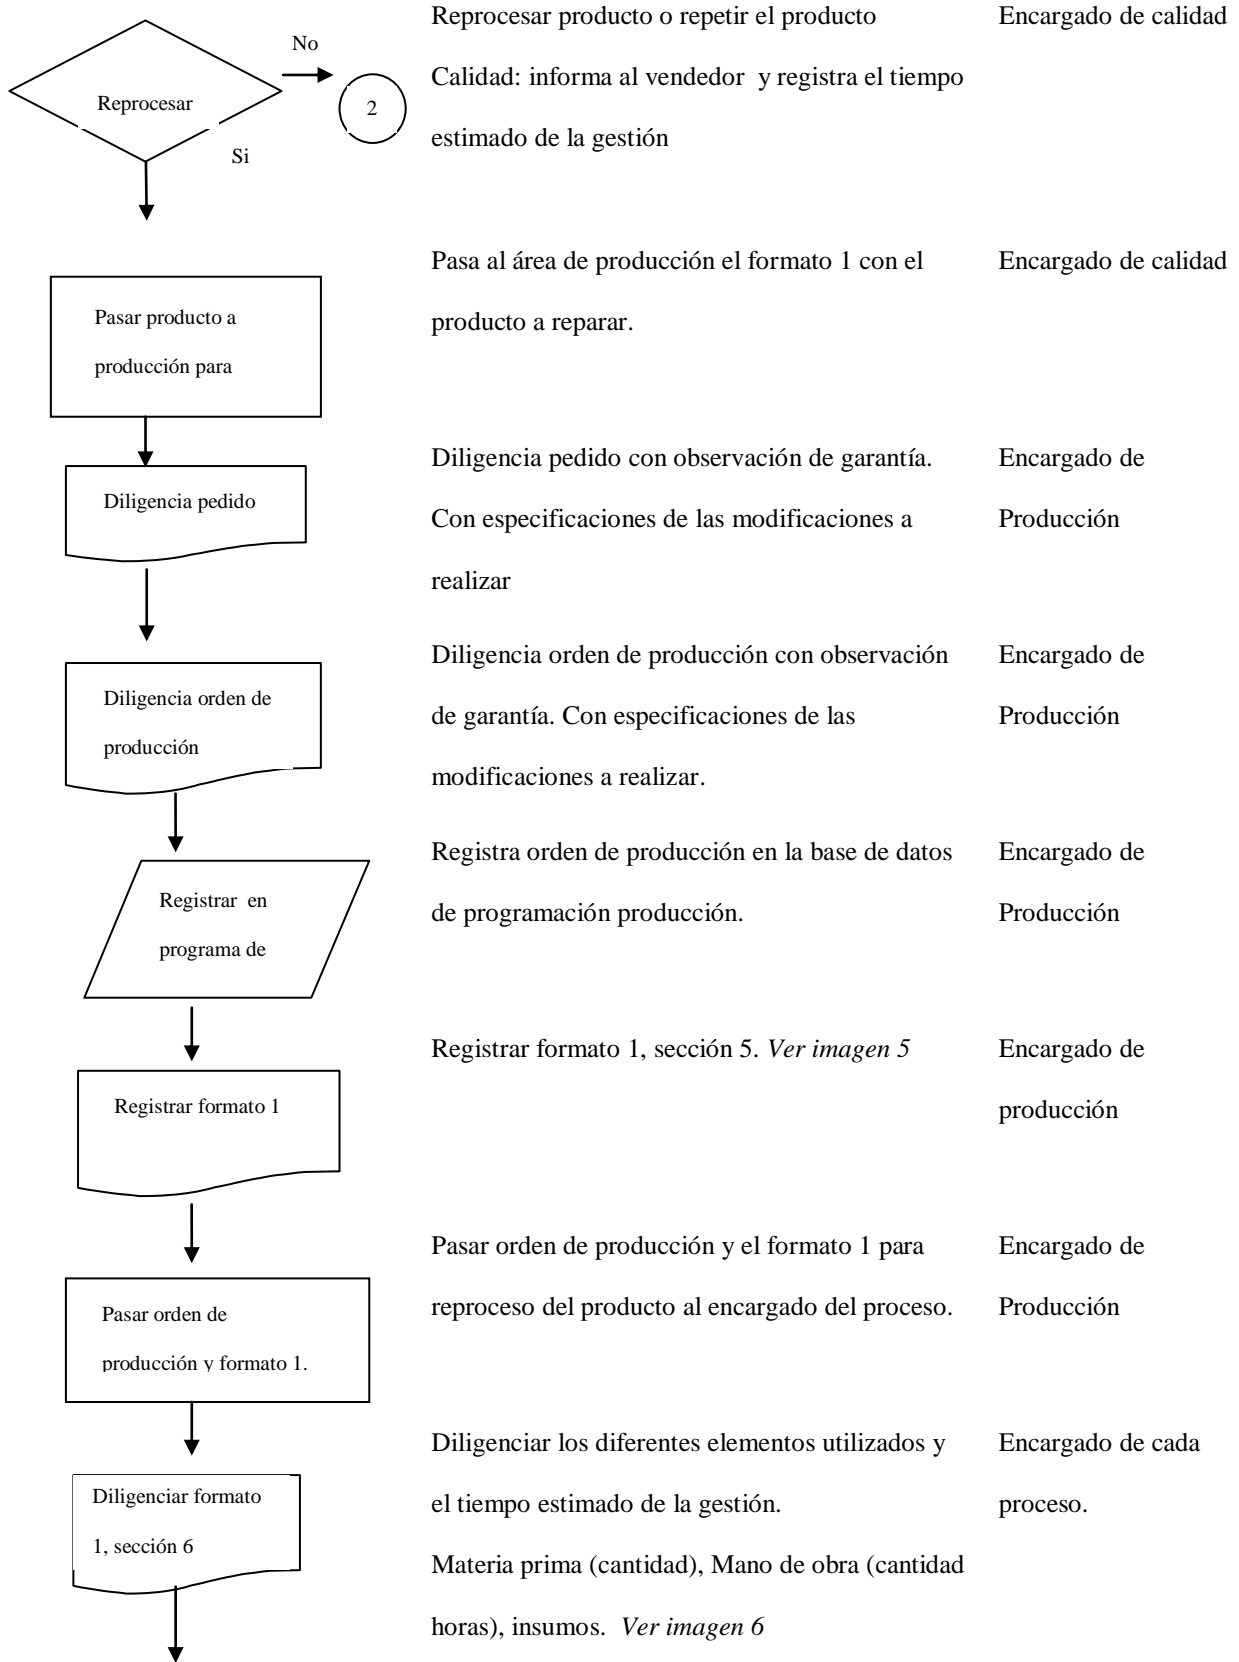 Reprocesar
No
2
Si
Reprocesar producto o repetir el producto
Calidad: informa al vendedor y registra el tiempo
estimado de la gestión
Encargado de calidad
Pasar producto a
producción para
Pasa al área de producción el formato 1 con el
producto a reparar.
Encargado de calidad
Diligencia pedido
Diligencia pedido con observación de garantía.
Con especificaciones de las modificaciones a
realizar
Encargado de
Producción
Diligencia orden de
producción
Diligencia orden de producción con observación
de garantía. Con especificaciones de las
modificaciones a realizar.
Encargado de
Producción
Registrar en
programa de
Registra orden de producción en la base de datos
de programación producción.
Encargado de
Producción
Registrar formato 1
Registrar formato 1, sección 5. Ver imagen 5
Encargado de
producción
Pasar orden de
producción y formato 1.
Pasar orden de producción y el formato 1 para
reproceso del producto al encargado del proceso.
Encargado de
Producción
Diligenciar formato
1, sección 6
Diligenciar los diferentes elementos utilizados y
el tiempo estimado de la gestión.
Materia prima (cantidad), Mano de obra (cantidad
horas), insumos. Ver imagen 6
Encargado de cada
proceso.